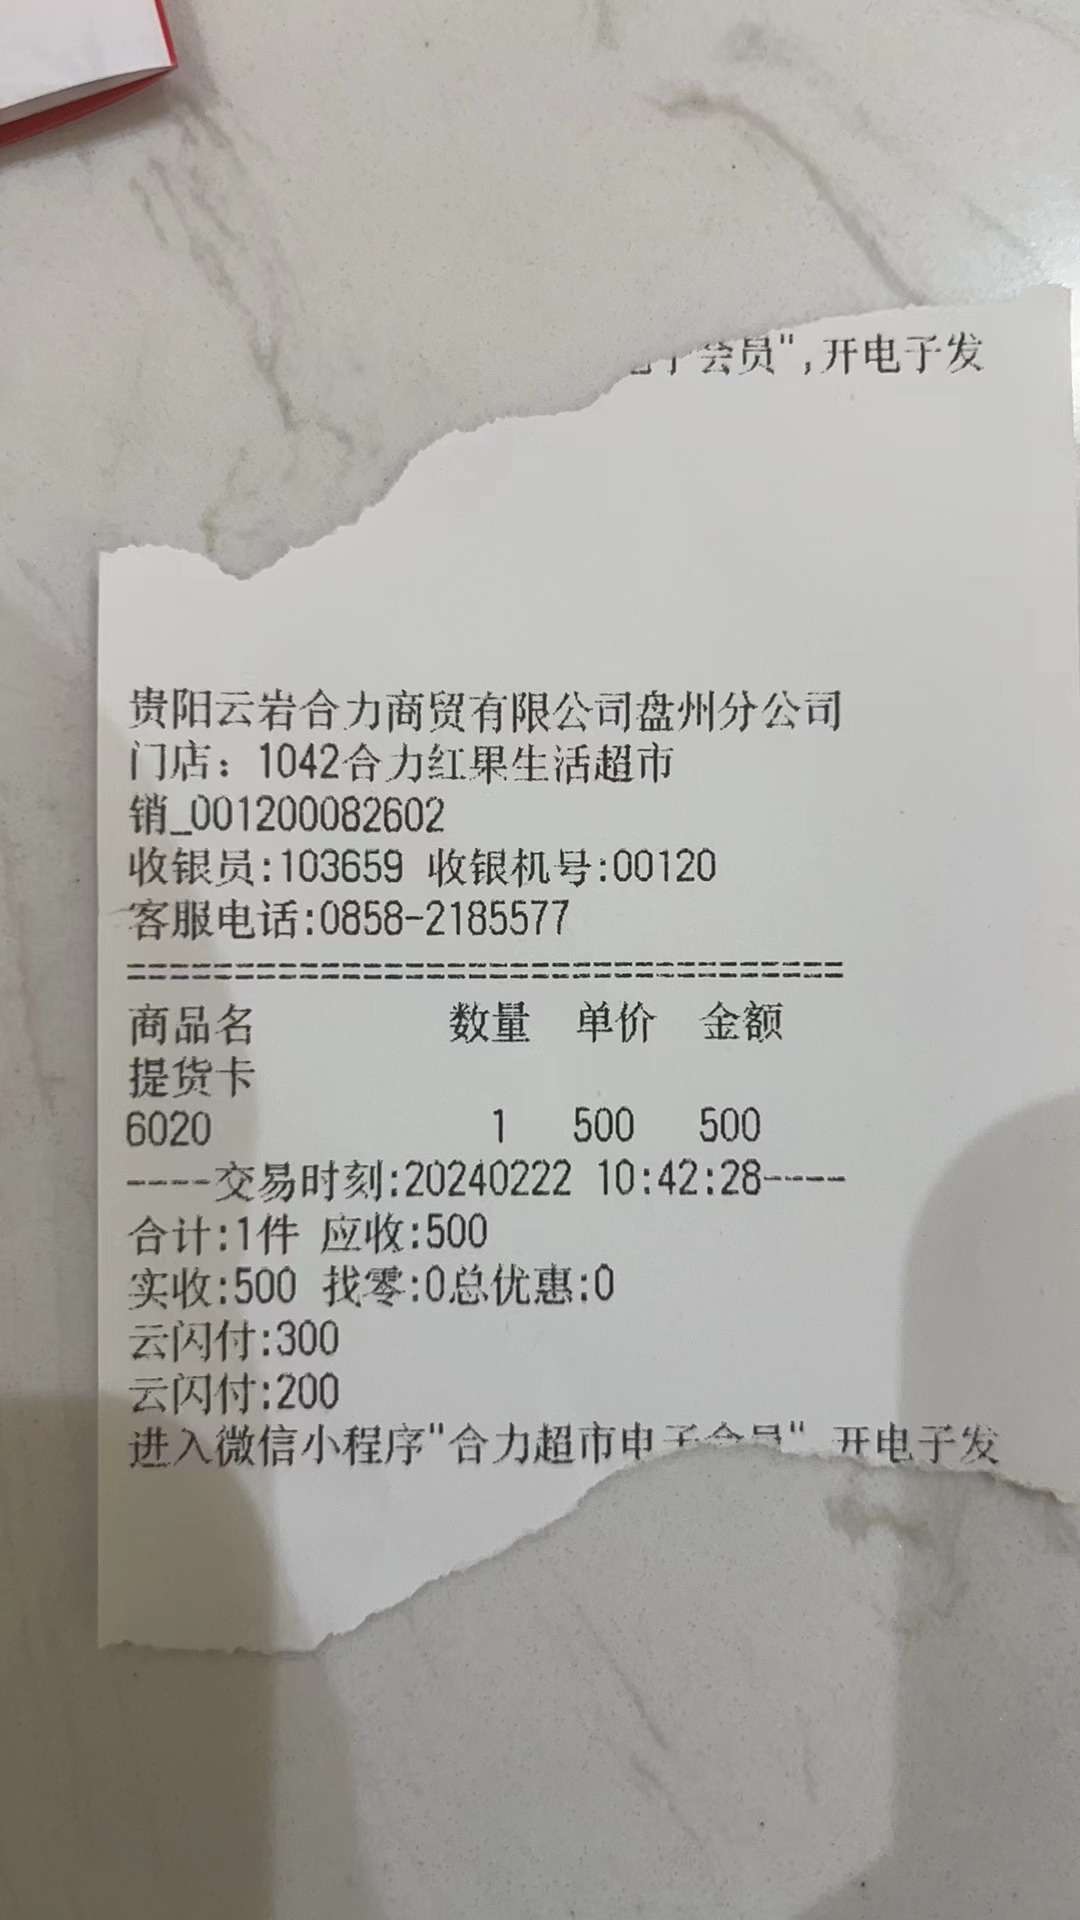 会员",开电子发
贵阳云岩合力商贸有限公司盘州分公司
门店：1042合力红果生活超市
销_001200082602
收银员:103659 收银机号:00120
客服电话:0858-2185577
==================================
商品名 数量 单价 金额
提货卡
6020 1 500 500
----交易时刻:20240222 10:42:28----
合计:1件 应收:500
实收:500 找零:0总优惠:0
云闪付:300
云闪付:200
进入微信小程序"合力超市电子会员",开电子发